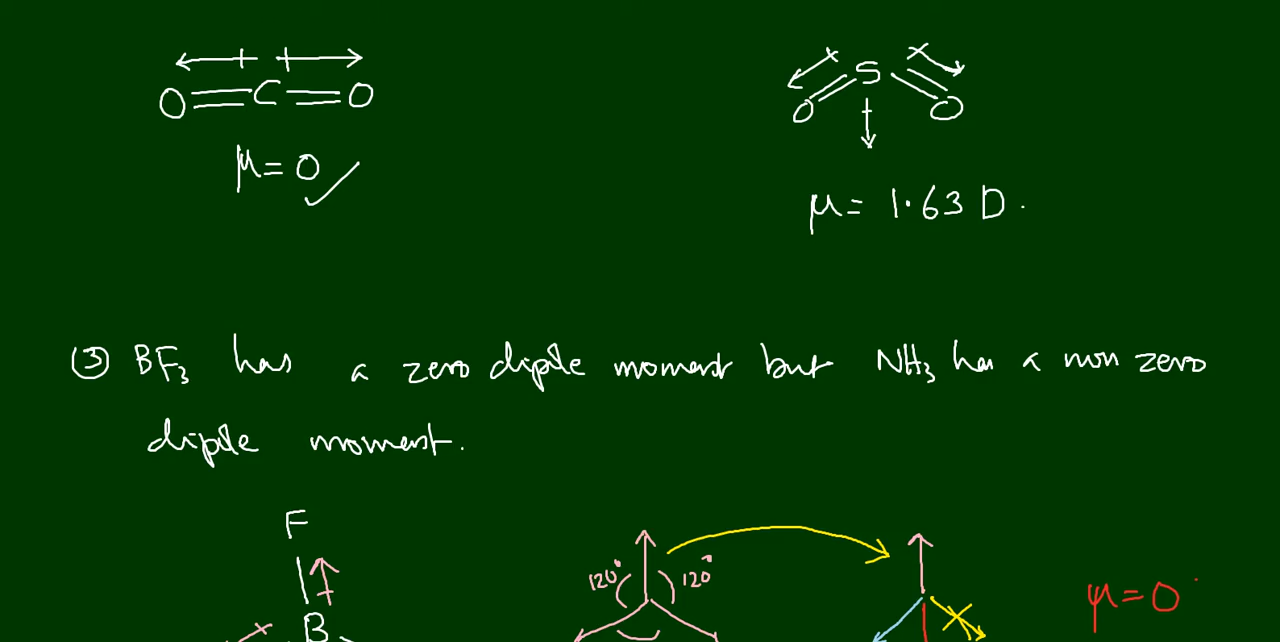 O=C=O
S
O O
μ = 0 ✓
μ = 1.63 D.
③ BF₃ has a zero dipole moment but NH₃ has a non zero
dipole moment.
F
120° 120°
μ = 0
B